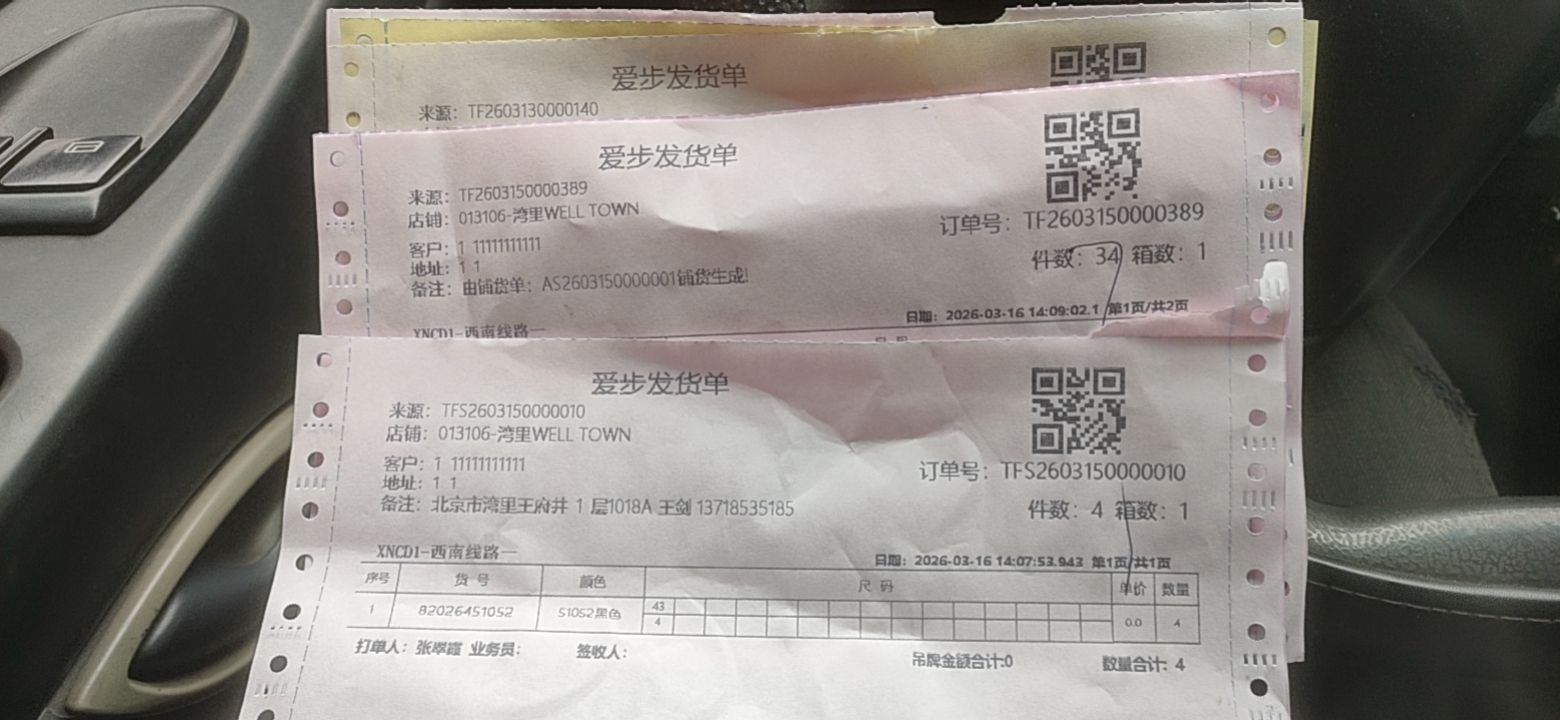 爱步发货单
来源：TF2603130000140
爱步发货单
来源：TF2603150000389
店铺：013106-湾里WELL TOWN
订单号：TF2603150000389
客户：1 11111111111
地址：1 1
件数：34 箱数：1
备注：由铺货单：AS2603150000001铺货生成!
日期：2026-03-16 14:09:02.1 第1页/共2页
XNCD1-西南线路一
爱步发货单
来源：TFS2603150000010
店铺：013106-湾里WELL TOWN
客户：1 11111111111
订单号：TFS2603150000010
地址：1 1
备注：北京市湾里王府井 1 层1018A 王剑 13718535185
件数：4 箱数：1
XNCD1-西南线路一
日期：2026-03-16 14:07:53.943 第1页/共1页
序号 货 号 颜色 尺 码 单价 数量
1 82026451052 51052黑色 43 0.0 4
4
打单人：张翠霞 业务员： 签收人： 吊牌金额合计:0 数量合计：4